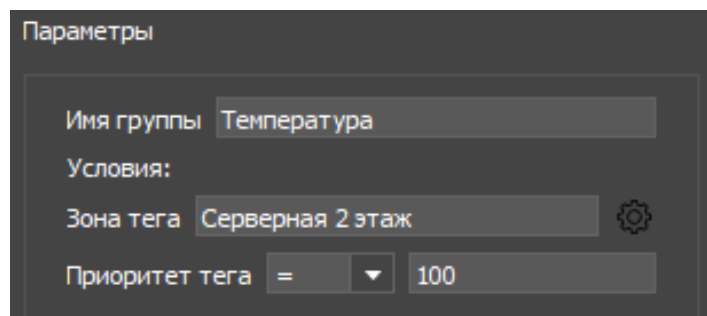 Параметры
Имя группы Температура
Условия:
Зона тега Серверная 2 этаж
Приоритет тега = 100